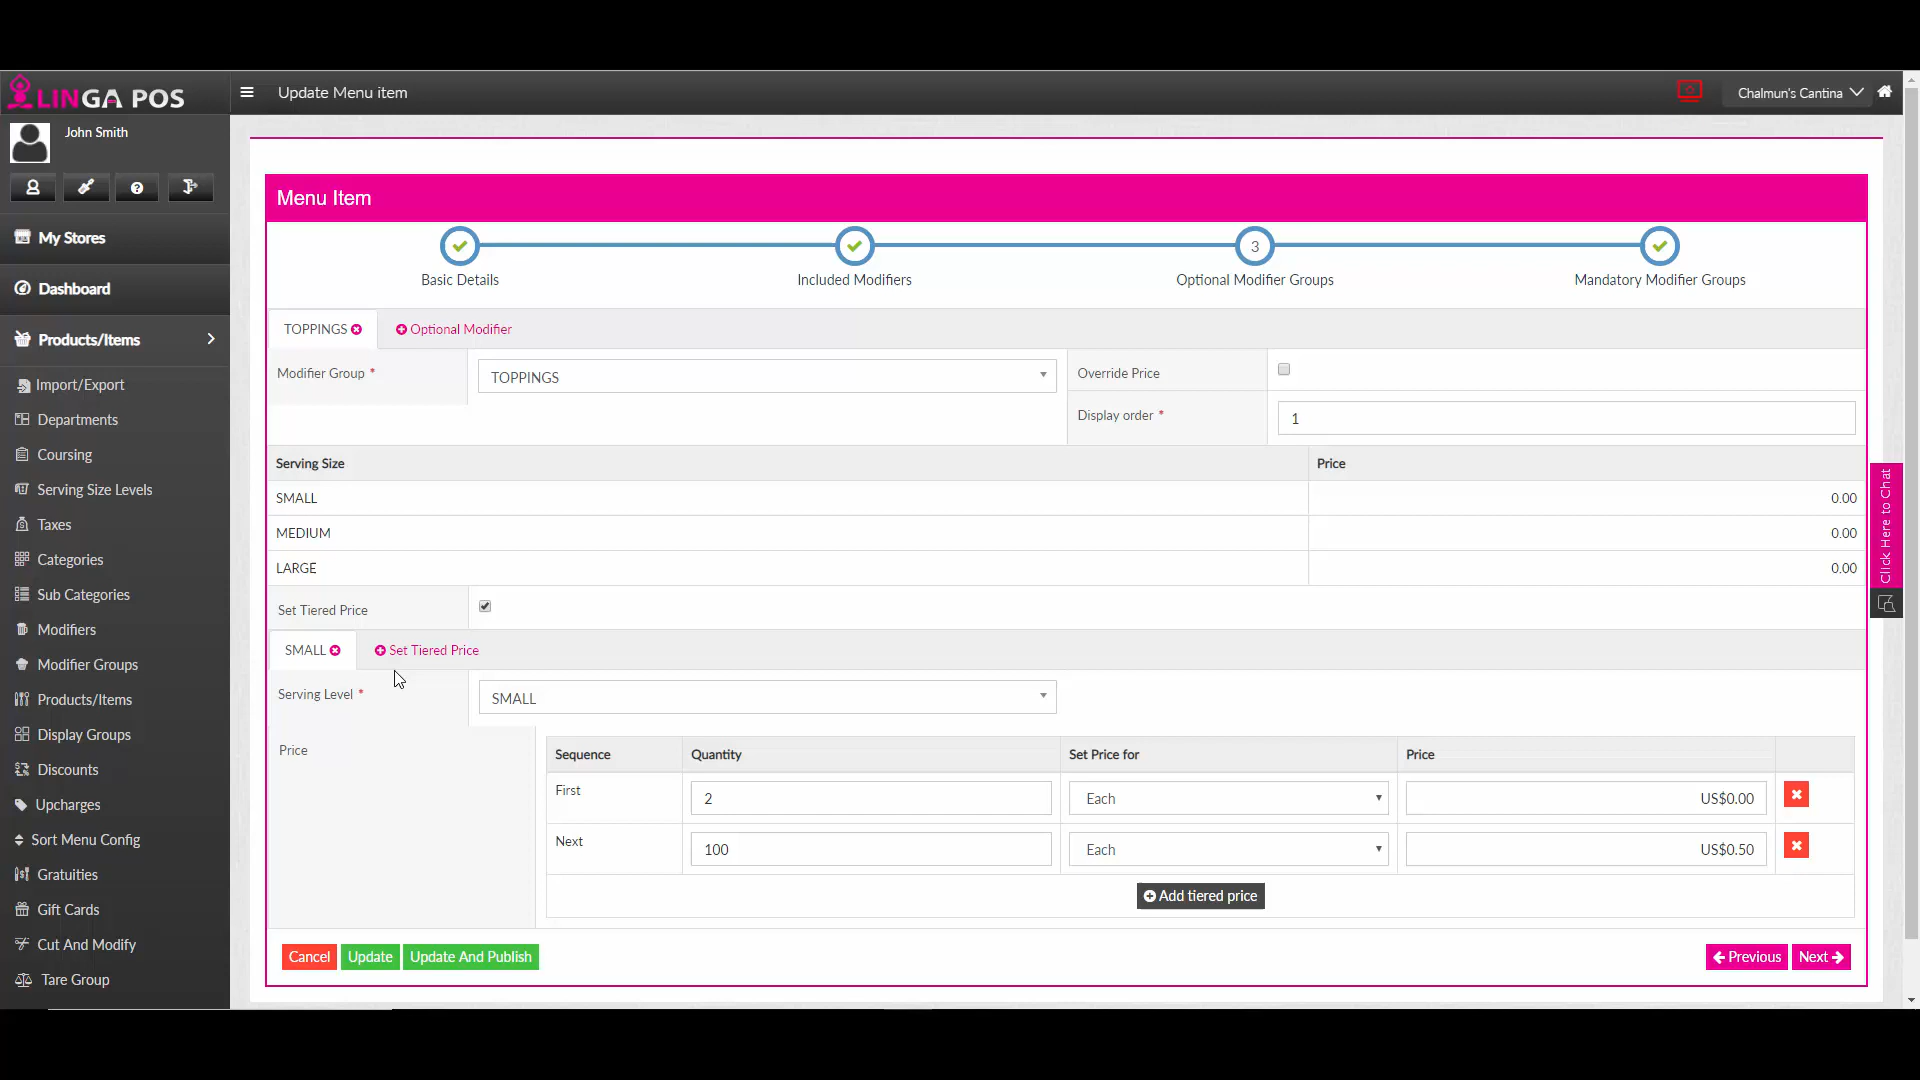 LINGA POS
Update Menu item
Chalmun's Cantina
John Smith
My Stores
Dashboard
Products/Items
Import/Export
Departments
Coursing
Serving Size Levels
Taxes
Categories
Sub Categories
Modifiers
Modifier Groups
Products/Items
Display Groups
Discounts
Upcharges
Sort Menu Config
Gratuities
Gift Cards
Cut And Modify
Tare Group
Menu Item
3
Basic Details
Included Modifiers
Optional Modifier Groups
Mandatory Modifier Groups
TOPPINGS
Optional Modifier
Modifier Group *
TOPPINGS
Override Price
Display order *
1
Serving Size Price
SMALL 0.00
MEDIUM 0.00
LARGE 0.00
Set Tiered Price
SMALL
Set Tiered Price
Serving Level *
SMALL
Price
Sequence Quantity Set Price for Price
First 2 Each US$0.00
Next 100 Each US$0.50
Add tiered price
Cancel Update Update And Publish
Previous Next
Click Here to Chat